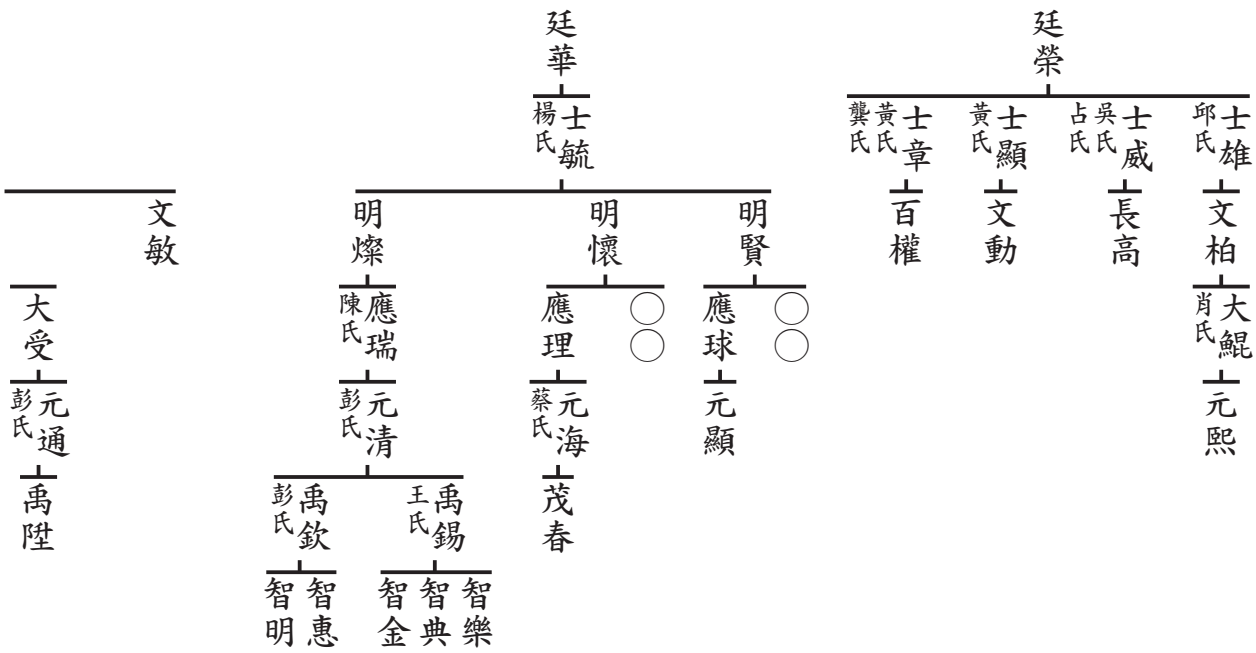 廷榮
士雄
邱氏
士威
吳氏
占氏
士顯
黃氏
士章
黃氏
龔氏
文柏
長高
文動
百權
大鯤
肖氏
元熙
廷華
士毓
楊氏
明賢
明懷
明燦
○○
應球
○○
應理
應瑞
陳氏
元顯
元海
蔡氏
元清
彭氏
茂春
禹錫
王氏
禹欽
彭氏
智樂
智典
智金
智惠
智明
文敏
大受
元通
彭氏
禹陞